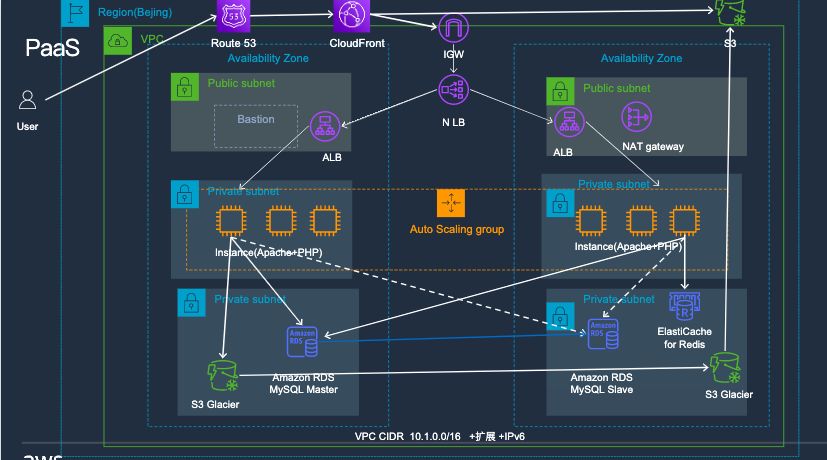 Region(Bejing)
PaaS
VPC
Route 53
CloudFront
IGW
S3
53
Availability Zone
Availability Zone
Public subnet
Public subnet
User
Bastion
ALB
N LB
ALB
NAT gateway
Private subnet
Private subnet
Auto Scaling group
Instance(Apache+PHP)
Instance(Apache+PHP)
Private subnet
Private subnet
R
ElastiCache
for Redis
Amazon
RDS
Amazon
RDS
Amazon RDS
MySQL Master
Amazon RDS
MySQL Slave
S3 Glacier
S3 Glacier
VPC CIDR 10.1.0.0/16 +扩展 +IPv6
aws